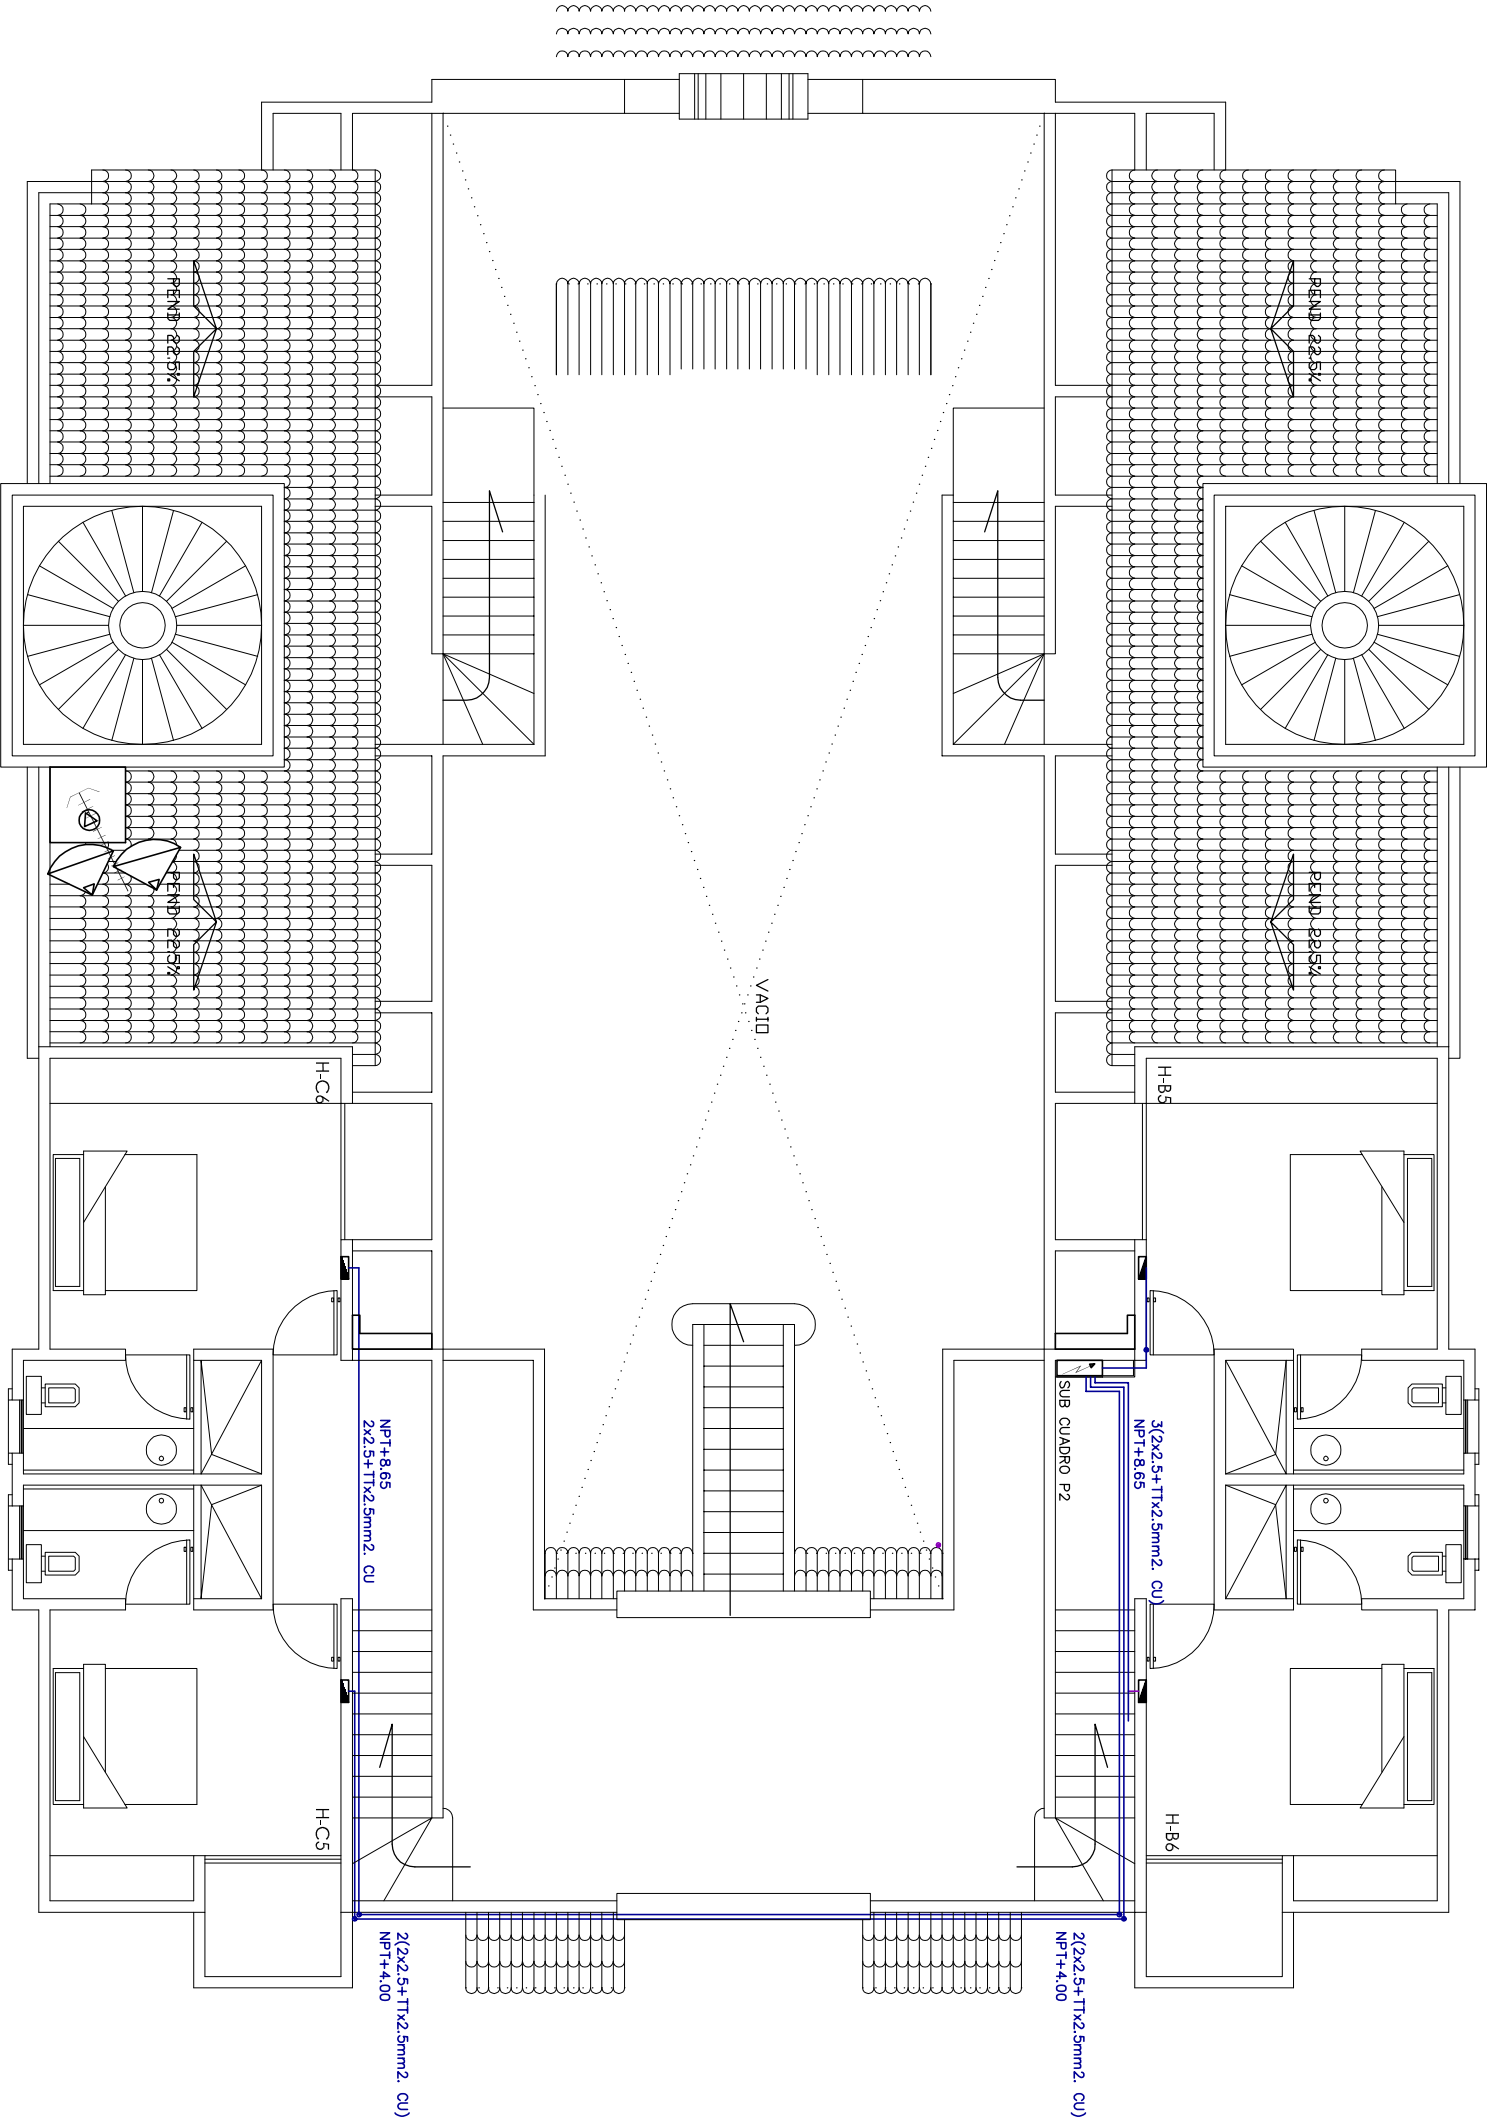 PEND 22.5%
PEND 22.5%
PEND 22.5%
PEND 22.5%
VACIO
H-C6
H-B5
SUB CUADRO P2
3(2x2.5+TTx2.5mm2. CU)
NPT+8.65
NPT+8.65
2x2.5+TTx2.5mm2. CU
H-C5
H-B6
2(2x2.5+TTx2.5mm2. CU)
NPT+4.00
2(2x2.5+TTx2.5mm2. CU)
NPT+4.00